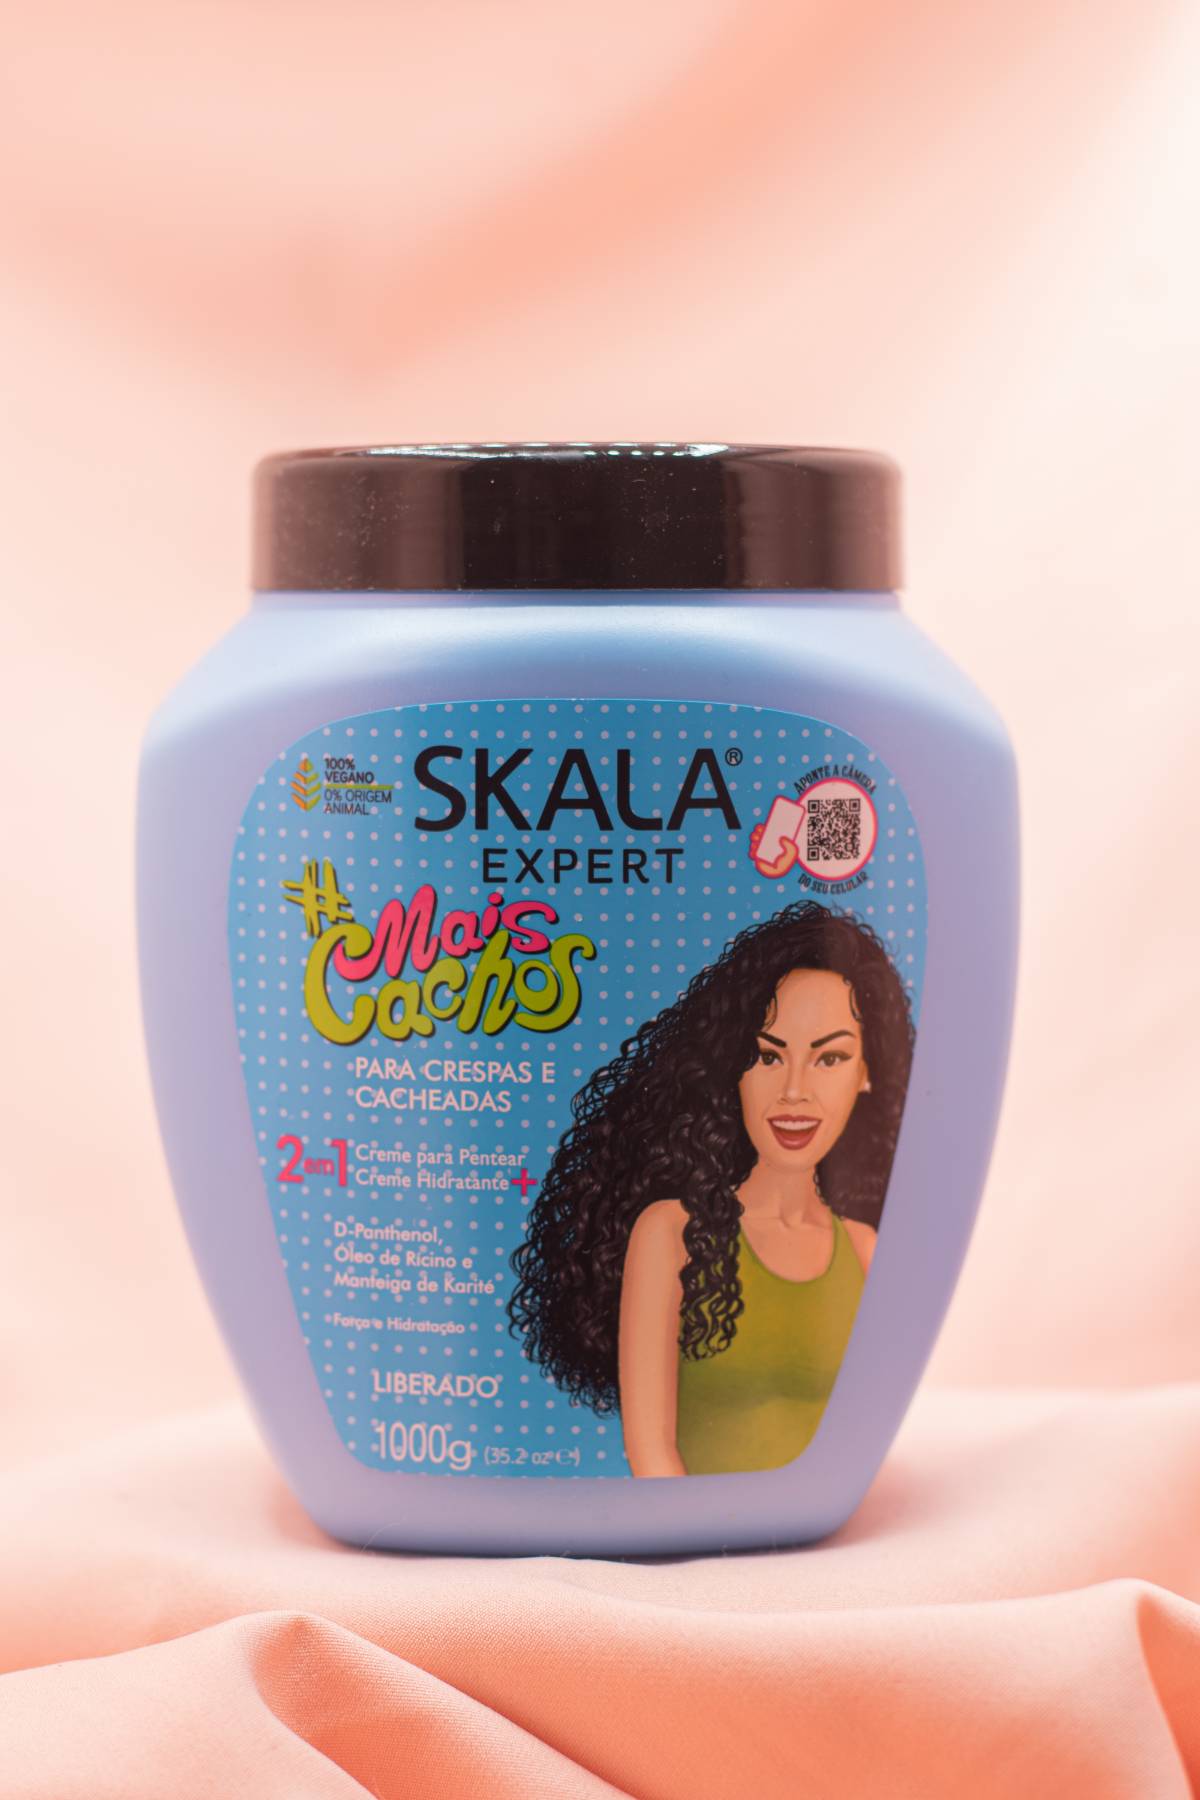 100%
VEGANO
0% ORIGEM
ANIMAL
SKALA®
EXPERT
APONTE A CÂMERA
DO SEU CELULAR
#Mais
Cachos
PARA CRESPAS E
CACHEADAS
2em1
Creme para Pentear
Creme Hidratante+
D-Panthenol,
Óleo de Rícino e
Manteiga de Karité
Força e Hidratação
LIBERADO
1000g (35.2 oz ℮)